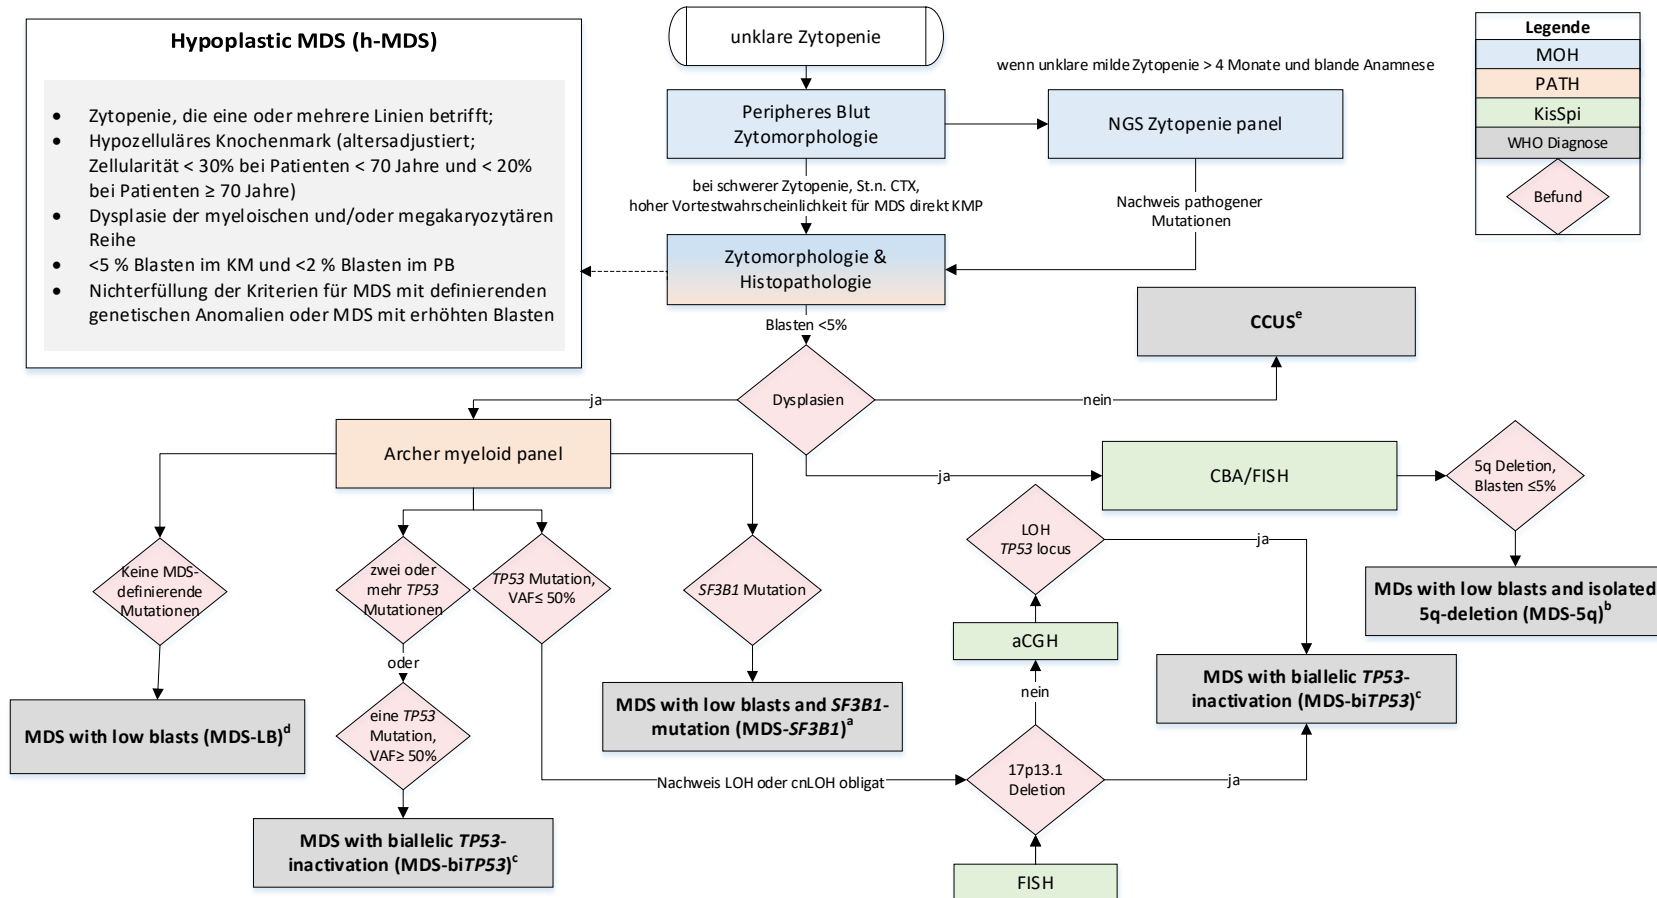 Hypoplastic MDS (h-MDS)
• Zytopenie, die eine oder mehrere Linien betrifft;
• Hypozelluläres Knochenmark (altersadjustiert;
Zellularität < 30% bei Patienten < 70 Jahre und < 20%
bei Patienten ≥ 70 Jahre)
• Dysplasie der myeloischen und/oder megakaryozytären
Reihe
• <5 % Blasten im KM und <2 % Blasten im PB
• Nichterfüllung der Kriterien für MDS mit definierenden
genetischen Anomalien oder MDS mit erhöhten Blasten
unklare Zytopenie
wenn unklare milde Zytopenie > 4 Monate und blande Anamnese
Peripheres Blut
Zytomorphologie
NGS Zytopenie panel
Legende
MOH
PATH
KisSpi
WHO Diagnose
Befund
bei schwerer Zytopenie, St.n. CTX,
hoher Vortestwahrscheinlichkeit für MDS direkt KMP
Nachweis pathogener
Mutationen
Zytomorphologie &
Histopathologie
Blasten <5%
CCUSᵉ
Dysplasien
ja
nein
Archer myeloid panel
ja
CBA/FISH
5q Deletion,
Blasten ≤5%
Keine MDS-
definierende
Mutationen
zwei oder
mehr TP53
Mutationen
TP53 Mutation,
VAF≤ 50%
SF3B1 Mutation
LOH
TP53 locus
ja
MDs with low blasts and isolated
5q-deletion (MDS-5q)ᵇ
aCGH
oder
nein
MDS with low blasts (MDS-LB)ᵈ
eine TP53
Mutation,
VAF≥ 50%
MDS with low blasts and SF3B1-
mutation (MDS-SF3B1)ᵃ
MDS with biallelic TP53-
inactivation (MDS-biTP53)ᶜ
Nachweis LOH oder cnLOH obligat
17p13.1
Deletion
ja
MDS with biallelic TP53-
inactivation (MDS-biTP53)ᶜ
FISH